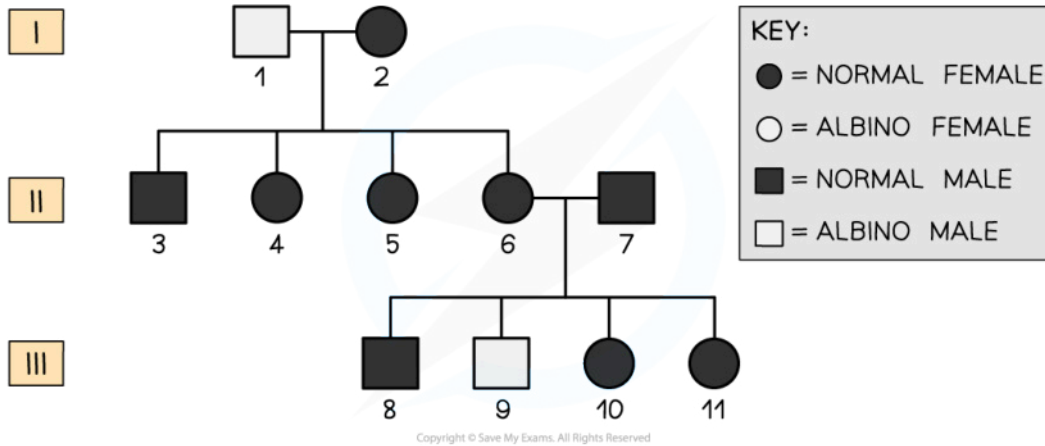 I
1
2
KEY:
= NORMAL FEMALE
= ALBINO FEMALE
= NORMAL MALE
= ALBINO MALE
II
3
4
5
6
7
III
8
9
10
11
Copyright © Save My Exams. All Rights Reserved